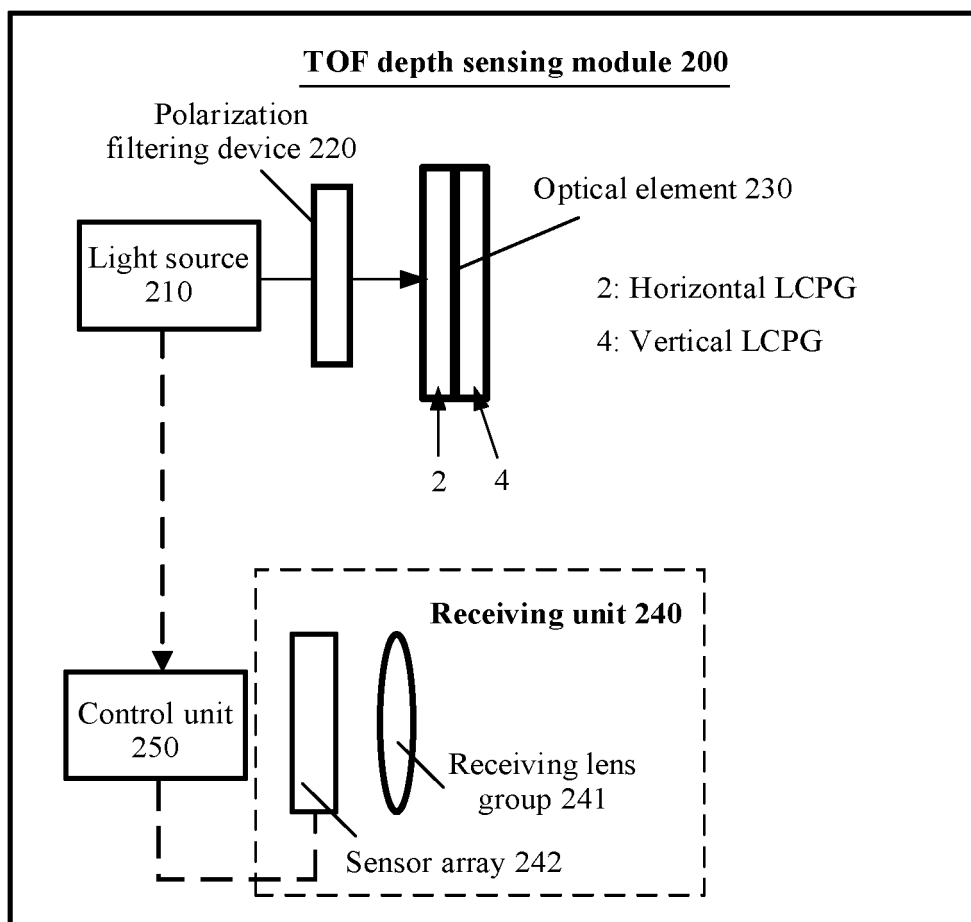 TOF depth sensing module 200
Polarization
filtering device 220
Optical element 230
Light source
210
2: Horizontal LCPG
4: Vertical LCPG
2
4
Receiving unit 240
Control unit
250
Receiving lens
group 241
Sensor array 242